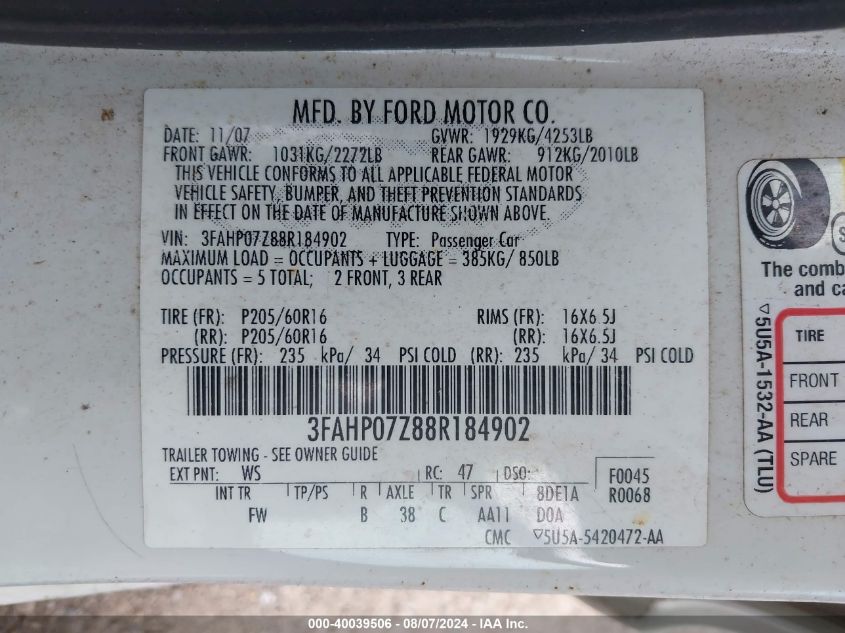 MFD. BY FORD MOTOR CO.
DATE: 11/07 GVWR: 1929KG/4253LB
FRONT GAWR: 1031KG/2272LB REAR GAWR: 912KG/2010LB
THIS VEHICLE CONFORMS TO ALL APPLICABLE FEDERAL MOTOR
VEHICLE SAFETY, BUMPER, AND THEFT PREVENTION STANDARDS
IN EFFECT ON THE DATE OF MANUFACTURE SHOWN ABOVE.
VIN: 3FAHP07Z88R184902 TYPE: Passenger Car
MAXIMUM LOAD = OCCUPANTS + LUGGAGE = 385KG/ 850LB
OCCUPANTS = 5 TOTAL; 2 FRONT, 3 REAR
TIRE (FR): P205/60R16 RIMS (FR): 16X6.5J
(RR): P205/60R16 (RR): 16X6.5J
PRESSURE (FR): 235 kPa/ 34 PSI COLD (RR): 235 kPa/ 34 PSI COLD
3FAHP07Z88R184902
TRAILER TOWING - SEE OWNER GUIDE
EXT PNT: WS RC: 47 DSO: F0045
INT TR TP/PS R AXLE TR SPR 8DE1A R0068
FW B 38 C AA11 D0A
CMC ▽5U5A-5420472-AA
The comb
and ca
▽5U5A-1532-AA (TLU)
TIRE
FRONT
REAR
SPARE
000-40039506 - 08/07/2024 - IAA Inc.